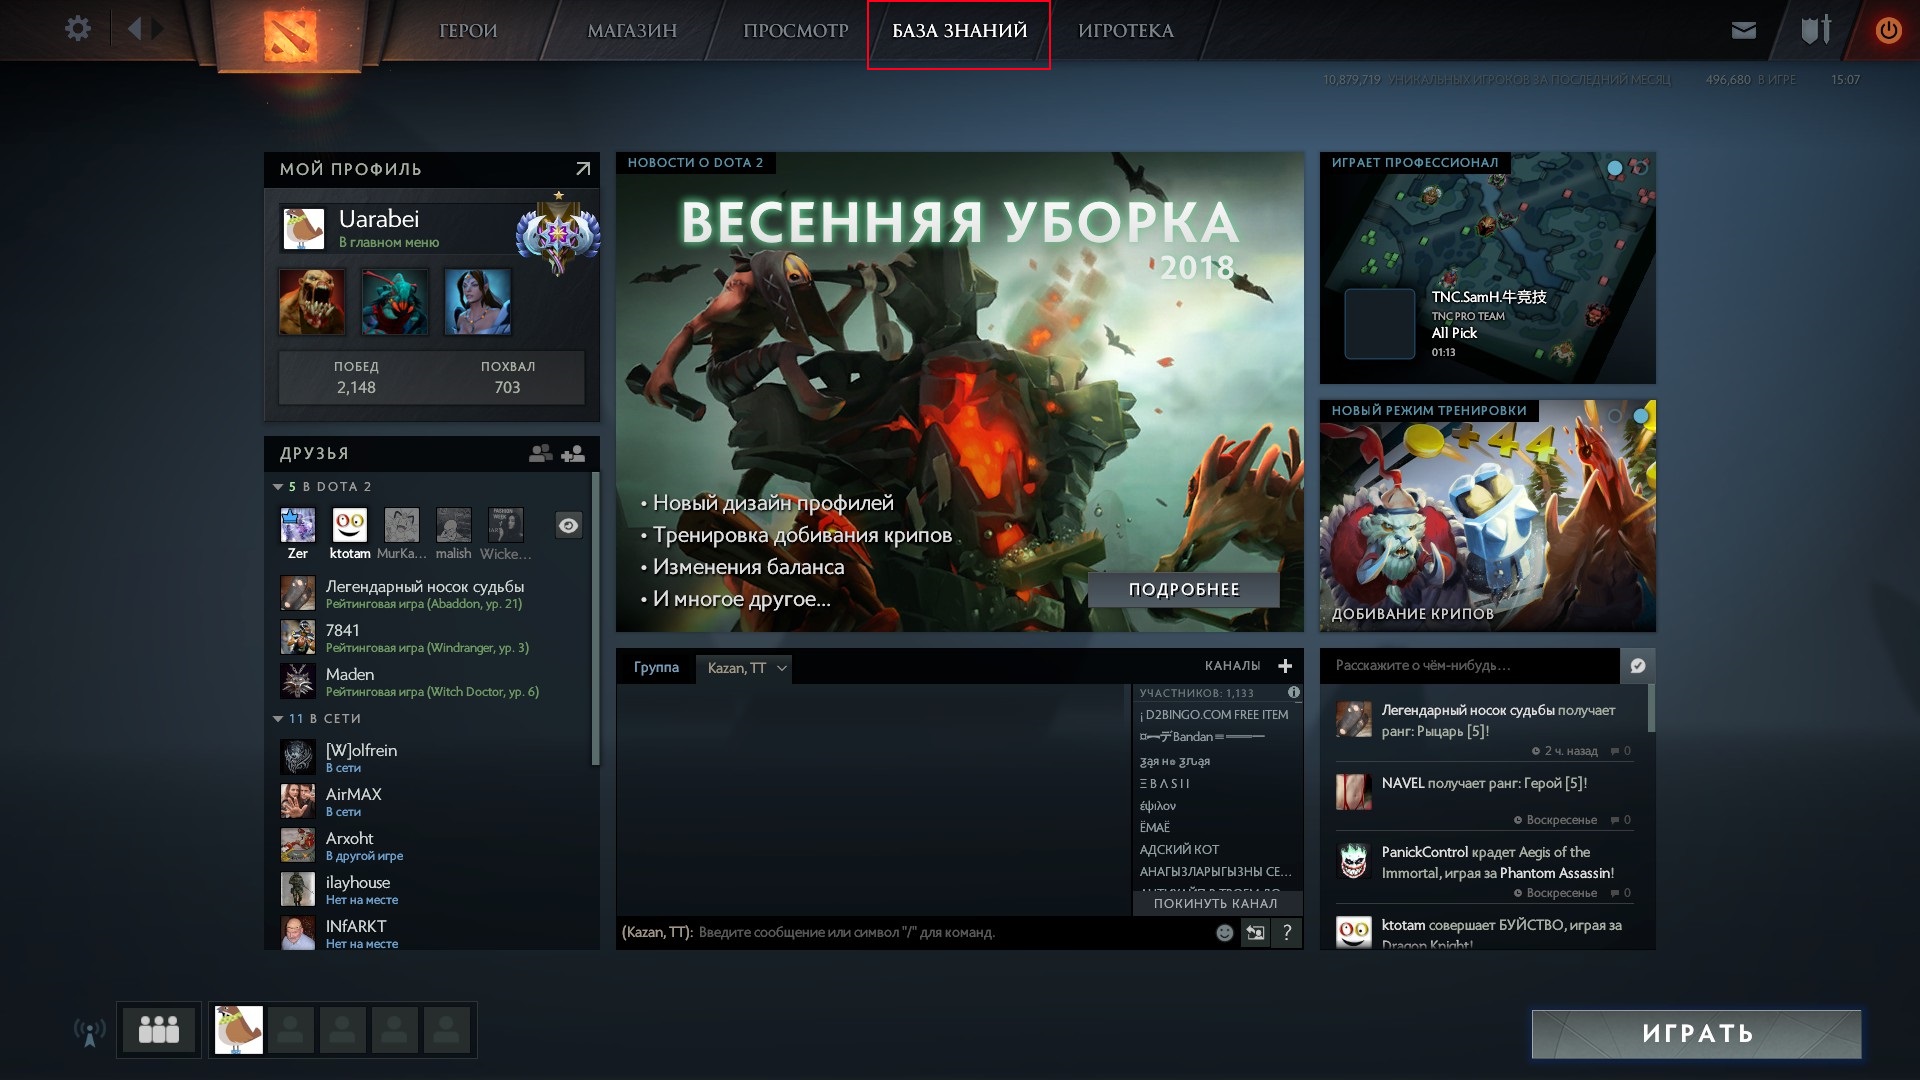 ГЕРОИ
МАГАЗИН
ПРОСМОТР
БАЗА ЗНАНИЙ
ИГРОТЕКА
10,879,719 УНИКАЛЬНЫХ ИГРОКОВ ЗА ПОСЛЕДНИЙ МЕСЯЦ
496,680 В ИГРЕ
15:07
МОЙ ПРОФИЛЬ
Uarabei
В главном меню
ПОБЕД
2,148
ПОХВАЛ
703
ДРУЗЬЯ
5 В DOTA 2
Zer
ktotam
MurKa...
malish
Wicke...
Легендарный носок судьбы
Рейтинговая игра (Abaddon, ур. 21)
7841
Рейтинговая игра (Windranger, ур. 3)
Maden
Рейтинговая игра (Witch Doctor, ур. 6)
11 В СЕТИ
[W]olfrein
В сети
AirMAX
В сети
Arxoht
В другой игре
ilayhouse
Нет на месте
INfARKT
Нет на месте
НОВОСТИ О DOTA 2
ВЕСЕННЯЯ УБОРКА
2018
• Новый дизайн профилей
• Тренировка добивания крипов
• Изменения баланса
• И многое другое...
ПОДРОБНЕЕ
Группа
Kazan, TT
КАНАЛЫ
УЧАСТНИКОВ: 1,133
¡ D2BINGO.COM FREE ITEM
Ξ B Λ S I I
έψιλον
ЁМАЁ
АДСКИЙ КОТ
АНАГЫЗЛАРЫГЫЗНЫ СЕ...
ПОКИНУТЬ КАНАЛ
(Kazan, TT): Введите сообщение или символ "/" для команд.
?
ИГРАЕТ ПРОФЕССИОНАЛ
TNC.SamH.牛竞技
TNC PRO TEAM
All Pick
01:13
НОВЫЙ РЕЖИМ ТРЕНИРОВКИ
+44
ДОБИВАНИЕ КРИПОВ
Расскажите о чём-нибудь...
Легендарный носок судьбы получает
ранг: Рыцарь [5]!
2 ч. назад 0
NAVEL получает ранг: Герой [5]!
Воскресенье 0
PanickControl крадет Aegis of the
Immortal, играя за Phantom Assassin!
Воскресенье 0
ktotam совершает БУЙСТВО, играя за
Dragon Knight!
ИГРАТЬ